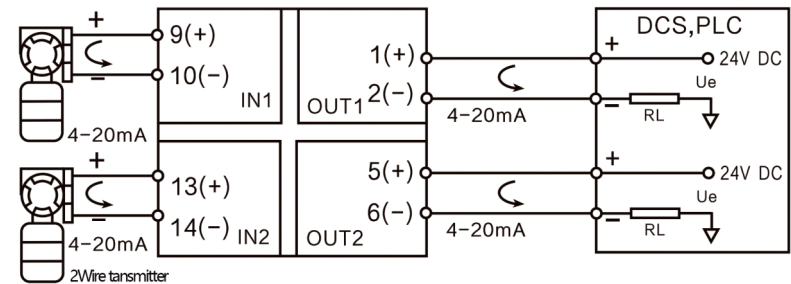 +
9(+)
10(−)
−
4−20mA
IN1
1(+)
2(−)
OUT1
4−20mA
DCS,PLC
+
24V DC
Ue
−
RL
+
13(+)
14(−)
−
4−20mA
IN2
2Wire tansmitter
5(+)
6(−)
OUT2
4−20mA
+
24V DC
Ue
−
RL